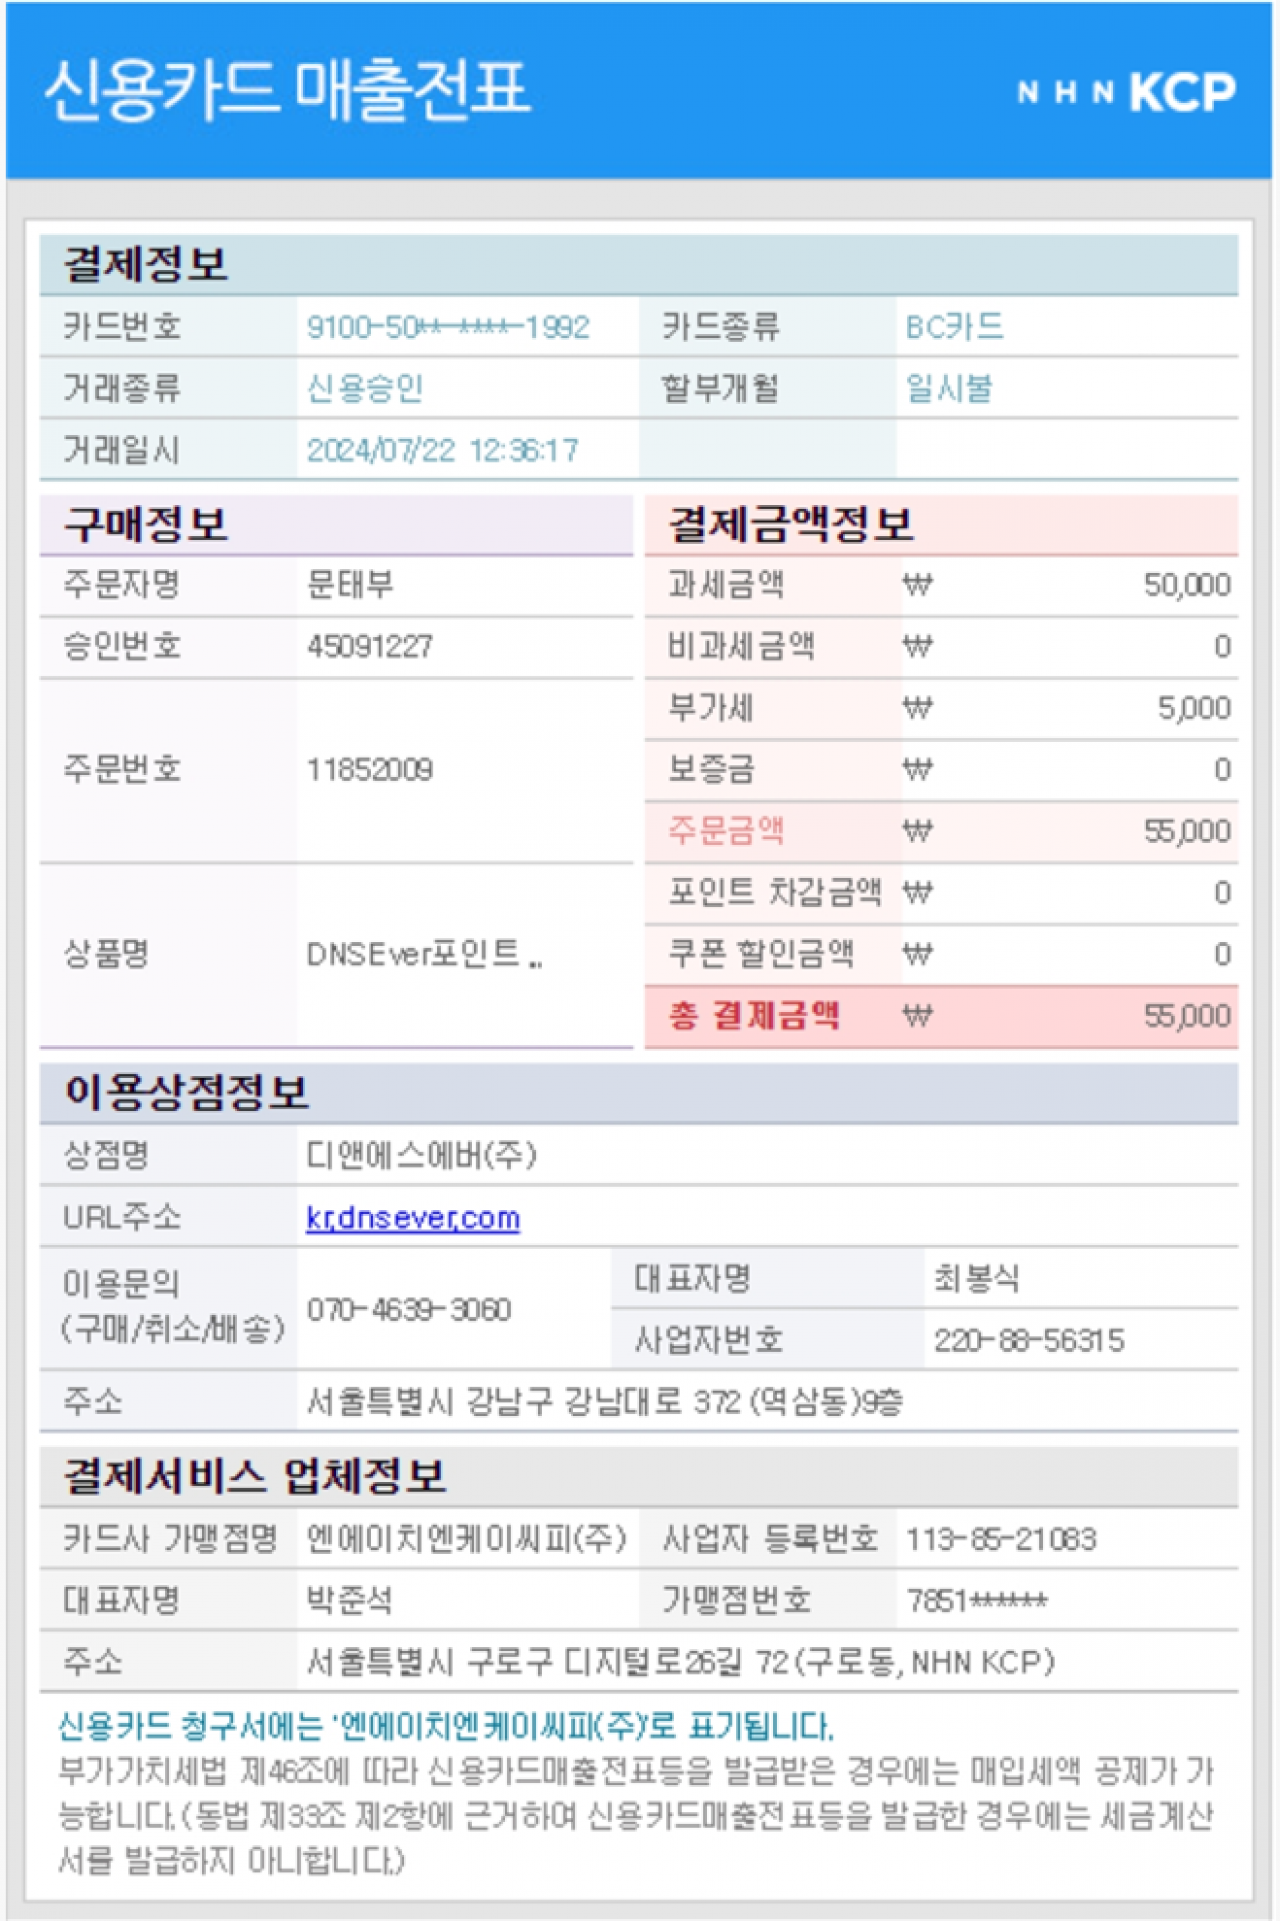 신용카드 매출전표
NHN KCP
결제정보
카드번호 9100-50**-****-1992 카드종류 BC카드
거래종류 신용승인 할부개월 일시불
거래일시 2024/07/22 12:36:17
구매정보
주문자명 문태부
승인번호 45091227
주문번호 11852009
상품명 DNSEver포인트..
결제금액정보
과세금액 ₩ 50,000
비과세금액 ₩ 0
부가세 ₩ 5,000
보증금 ₩ 0
주문금액 ₩ 55,000
포인트 차감금액 ₩ 0
쿠폰 할인금액 ₩ 0
총 결제금액 ₩ 55,000
이용상점정보
상점명 디앤에스에버(주)
URL주소 kr.dnsever.com
이용문의
(구매/취소/배송) 070-4639-3060
대표자명 최봉식
사업자번호 220-88-56315
주소 서울특별시 강남구 강남대로 372 (역삼동)9층
결제서비스 업체정보
카드사 가맹점명 엔에이치엔케이씨피(주) 사업자 등록번호 113-85-21083
대표자명 박준석 가맹점번호 7851******
주소 서울특별시 구로구 디지털로26길 72 (구로동, NHN KCP)
신용카드 청구서에는 '엔에이치엔케이씨피(주)'로 표기됩니다.
부가가치세법 제46조에 따라 신용카드매출전표등을 발급받은 경우에는 매입세액 공제가 가
능합니다.(동법 제33조 제2항에 근거하여 신용카드매출전표등을 발급한 경우에는 세금계산
서를 발급하지 아니합니다.)